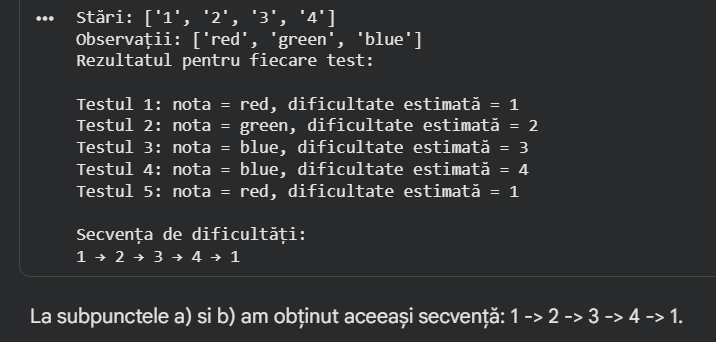 Stări: ['1', '2', '3', '4']
Observații: ['red', 'green', 'blue']
Rezultatul pentru fiecare test:
Testul 1: nota = red, dificultate estimată = 1
Testul 2: nota = green, dificultate estimată = 2
Testul 3: nota = blue, dificultate estimată = 3
Testul 4: nota = blue, dificultate estimată = 4
Testul 5: nota = red, dificultate estimată = 1
Secvența de dificultăți:
1 → 2 → 3 → 4 → 1
La subpunctele a) si b) am obținut aceeași secvență: 1 -> 2 -> 3 -> 4 -> 1.